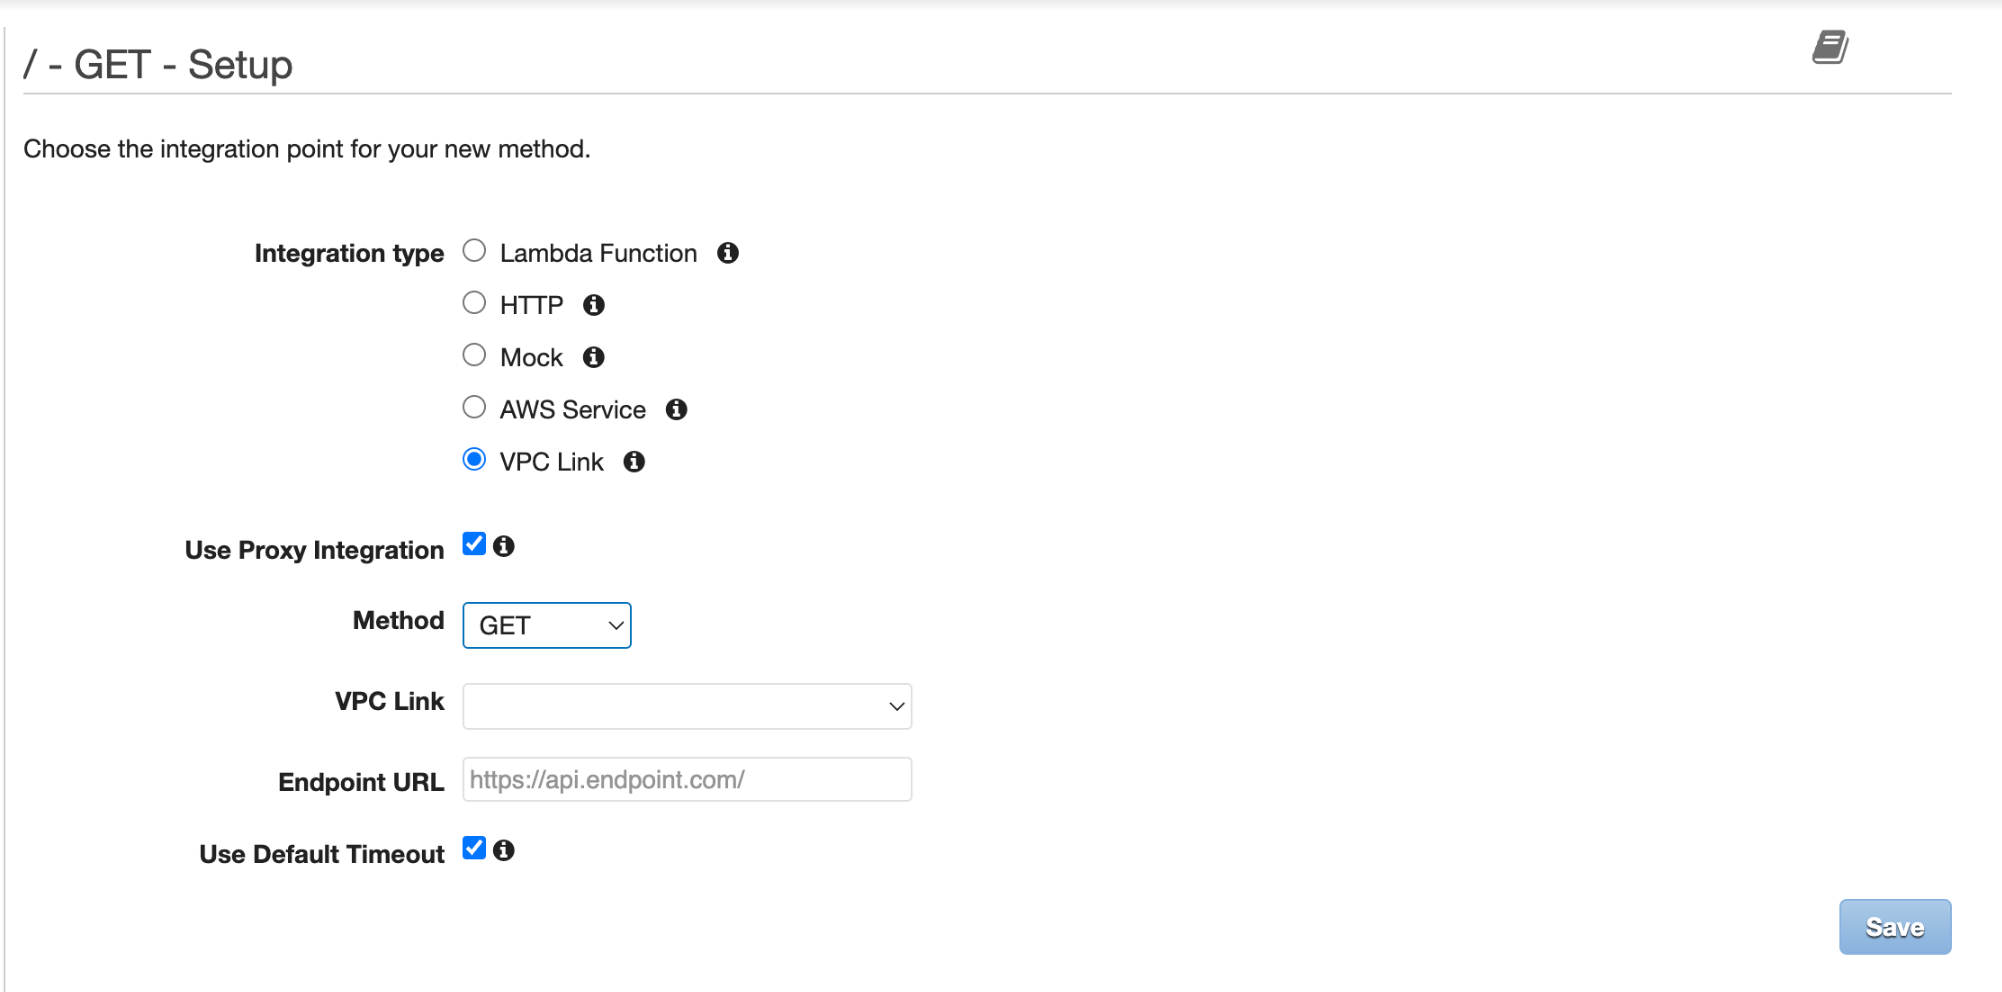 / - GET - Setup
Choose the integration point for your new method.
Integration type Lambda Function
HTTP
Mock
AWS Service
VPC Link
Use Proxy Integration
Method GET
VPC Link
Endpoint URL https://api.endpoint.com/
Use Default Timeout
Save